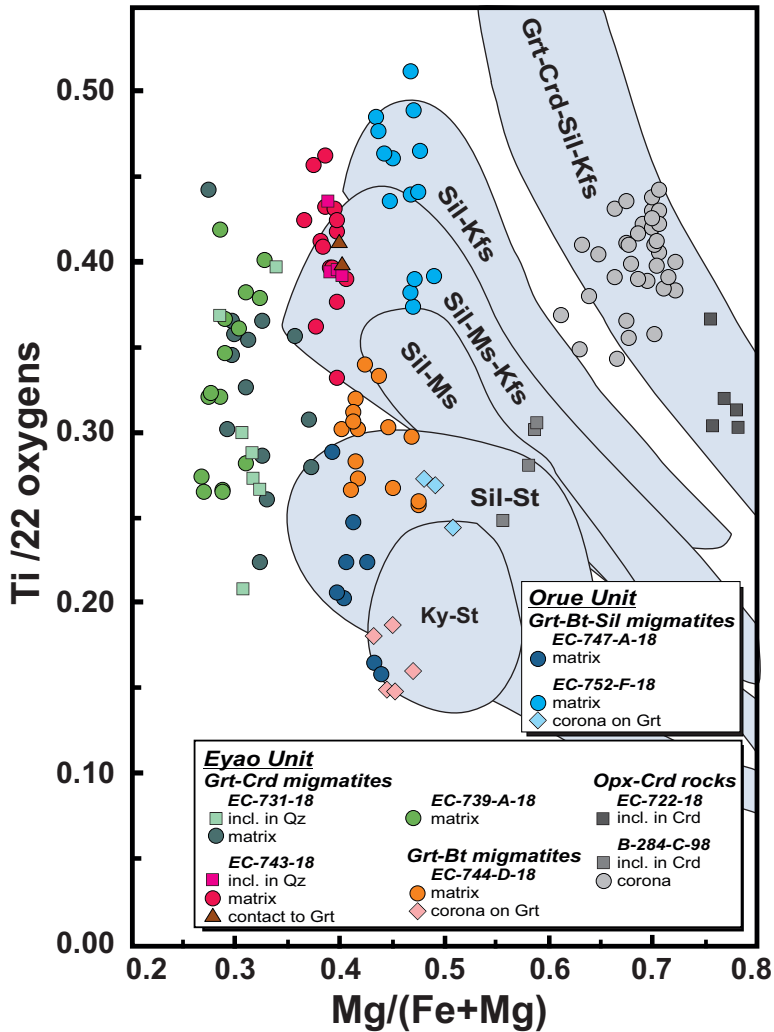 Ti /22 oxygens
0.50
0.40
0.30
0.20
0.10
0.00
Grt-Crd-Sil-Kfs
Sil-Kfs
Sil-Ms-Kfs
Sil-Ms
Sil-St
Ky-St
Orue Unit
Grt-Bt-Sil migmatites
EC-747-A-18
matrix
EC-752-F-18
matrix
corona on Grt
Eyao Unit
Grt-Crd migmatites
EC-731-18
incl. in Qz
matrix
EC-743-18
incl. in Qz
matrix
contact to Grt
EC-739-A-18
matrix
Grt-Bt migmatites
EC-744-D-18
matrix
corona on Grt
Opx-Crd rocks
EC-722-18
incl. in Crd
B-284-C-98
incl. in Crd
corona
0.2 0.3 0.4 0.5 0.6 0.7 0.8
Mg/(Fe+Mg)